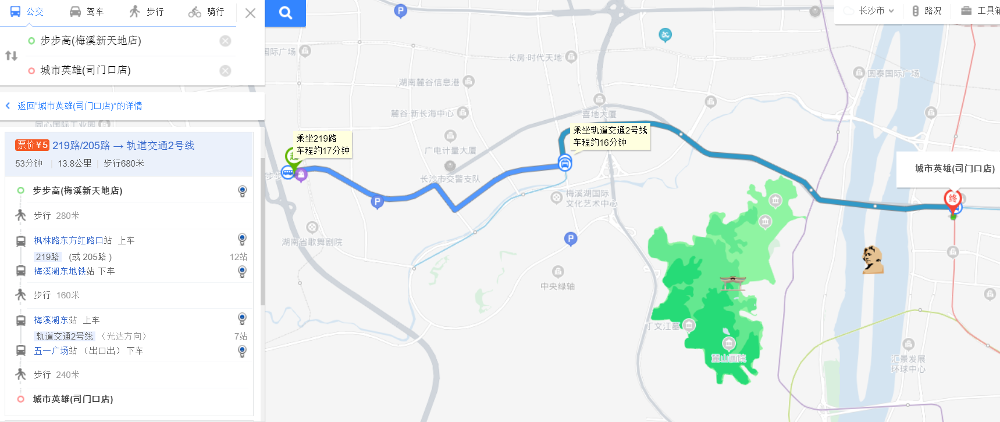 公交
驾车
步行
骑行
步步高(梅溪新天地店)
城市英雄(司门口店)
返回“城市英雄(司门口店)”的详情
票价¥5 219路/205路 → 轨道交通2号线
53分钟 | 13.8公里 | 步行680米
步步高(梅溪新天地店)
步行 280米
枫林路东方红路口站 上车
219路 (或 205路 ) 12站
梅溪湖东地铁站 下车
步行 160米
梅溪湖东站 上车
轨道交通2号线 （光达方向） 7站
五一广场站 （出口出） 下车
步行 240米
城市英雄(司门口店)
长沙市
路况
工具箱
P
国际广场
长房·时代天地
圆泰国际广场
湖南麓谷信息港
麓谷·新长海中心
喜地大厦
乘坐219路
车程约17分钟
乘坐轨道交通2号线
车程约16分钟
广电计量大厦
长沙市交警支队
步步
城市英雄(司门口店)
终
P
梅溪湖国际
文化艺术中心
湖南省歌舞剧院
P
中央绿轴
丁文江墓
麓山画院
汇景发展
环球中心